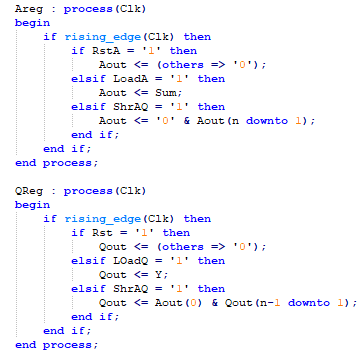 Areg : process(Clk)
begin
if rising_edge(Clk) then
if RstA = '1' then
Aout <= (others => '0');
elsif LoadA = '1' then
Aout <= Sum;
elsif ShrAQ = '1' then
Aout <= '0' & Aout(n downto 1);
end if;
end if;
end process;
QReg : process(Clk)
begin
if rising_edge(Clk) then
if Rst = '1' then
Qout <= (others => '0');
elsif LOadQ = '1' then
Qout <= Y;
elsif ShrAQ = '1' then
Qout <= Aout(0) & Qout(n-1 downto 1);
end if;
end if;
end process;